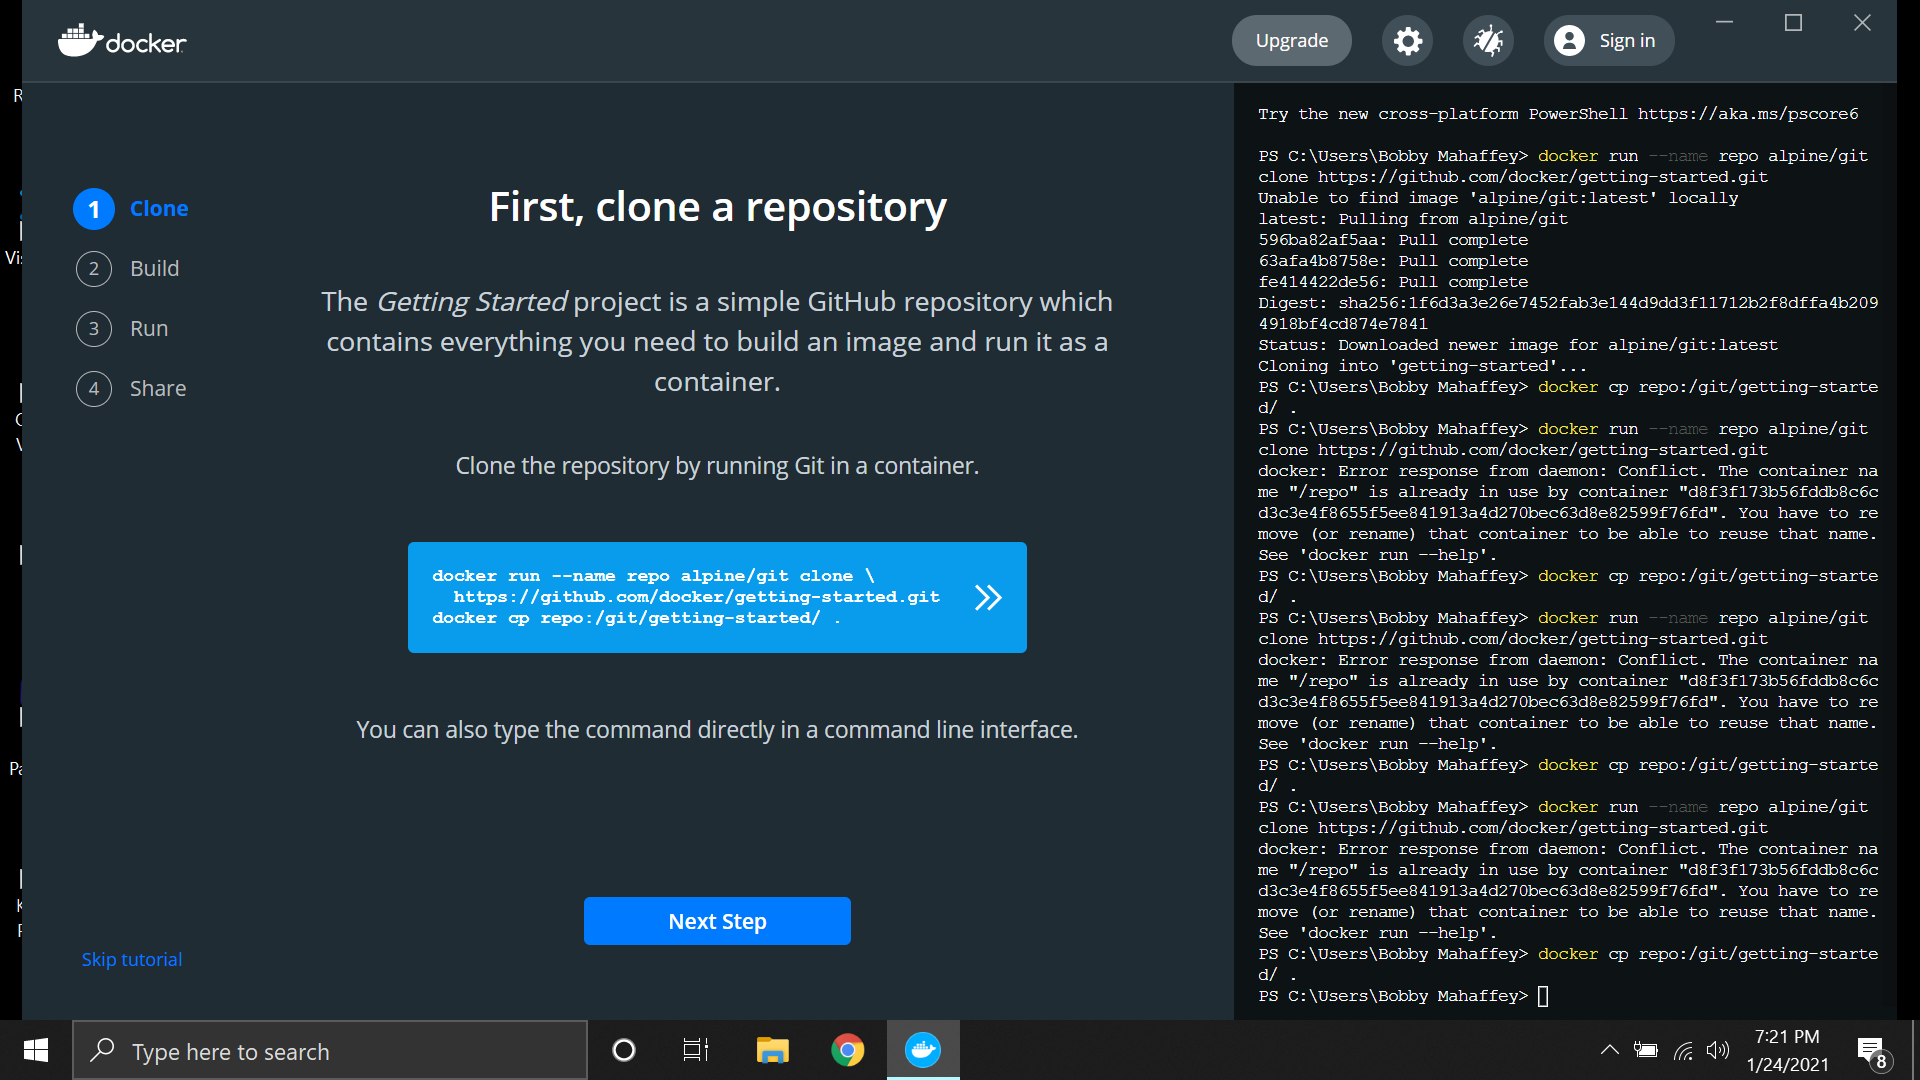 docker
Upgrade
Sign in
R
Vis
C
V
Pa
K
F
1 Clone
2 Build
3 Run
4 Share
Skip tutorial
First, clone a repository
The Getting Started project is a simple GitHub repository which
contains everything you need to build an image and run it as a
container.
Clone the repository by running Git in a container.
docker run --name repo alpine/git clone \
https://github.com/docker/getting-started.git
docker cp repo:/git/getting-started/ .
You can also type the command directly in a command line interface.
Next Step
Try the new cross-platform PowerShell https://aka.ms/pscore6
PS C:\Users\Bobby Mahaffey> docker run --name repo alpine/git
clone https://github.com/docker/getting-started.git
Unable to find image 'alpine/git:latest' locally
latest: Pulling from alpine/git
596ba82af5aa: Pull complete
63afa4b8758e: Pull complete
fe414422de56: Pull complete
Digest: sha256:1f6d3a3e26e7452fab3e144d9dd3f11712b2f8dffa4b209
4918bf4cd874e7841
Status: Downloaded newer image for alpine/git:latest
Cloning into 'getting-started'...
PS C:\Users\Bobby Mahaffey> docker cp repo:/git/getting-starte
d/ .
PS C:\Users\Bobby Mahaffey> docker run --name repo alpine/git
clone https://github.com/docker/getting-started.git
docker: Error response from daemon: Conflict. The container na
me "/repo" is already in use by container "d8f3f173b56fddb8c6c
d3c3e4f8655f5ee841913a4d270bec63d8e82599f76fd". You have to re
move (or rename) that container to be able to reuse that name.
See 'docker run --help'.
PS C:\Users\Bobby Mahaffey> docker cp repo:/git/getting-starte
d/ .
PS C:\Users\Bobby Mahaffey> docker run --name repo alpine/git
clone https://github.com/docker/getting-started.git
docker: Error response from daemon: Conflict. The container na
me "/repo" is already in use by container "d8f3f173b56fddb8c6c
d3c3e4f8655f5ee841913a4d270bec63d8e82599f76fd". You have to re
move (or rename) that container to be able to reuse that name.
See 'docker run --help'.
PS C:\Users\Bobby Mahaffey> docker cp repo:/git/getting-starte
d/ .
PS C:\Users\Bobby Mahaffey> docker run --name repo alpine/git
clone https://github.com/docker/getting-started.git
docker: Error response from daemon: Conflict. The container na
me "/repo" is already in use by container "d8f3f173b56fddb8c6c
d3c3e4f8655f5ee841913a4d270bec63d8e82599f76fd". You have to re
move (or rename) that container to be able to reuse that name.
See 'docker run --help'.
PS C:\Users\Bobby Mahaffey> docker cp repo:/git/getting-starte
d/ .
PS C:\Users\Bobby Mahaffey>
Type here to search
7:21 PM
1/24/2021
8